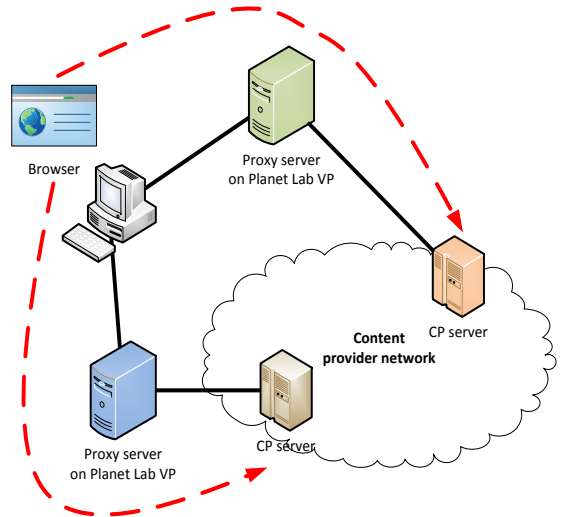 Proxy server
on Planet Lab VP
Browser
CP server
Content
provider network
CP server
Proxy server
on Planet Lab VP